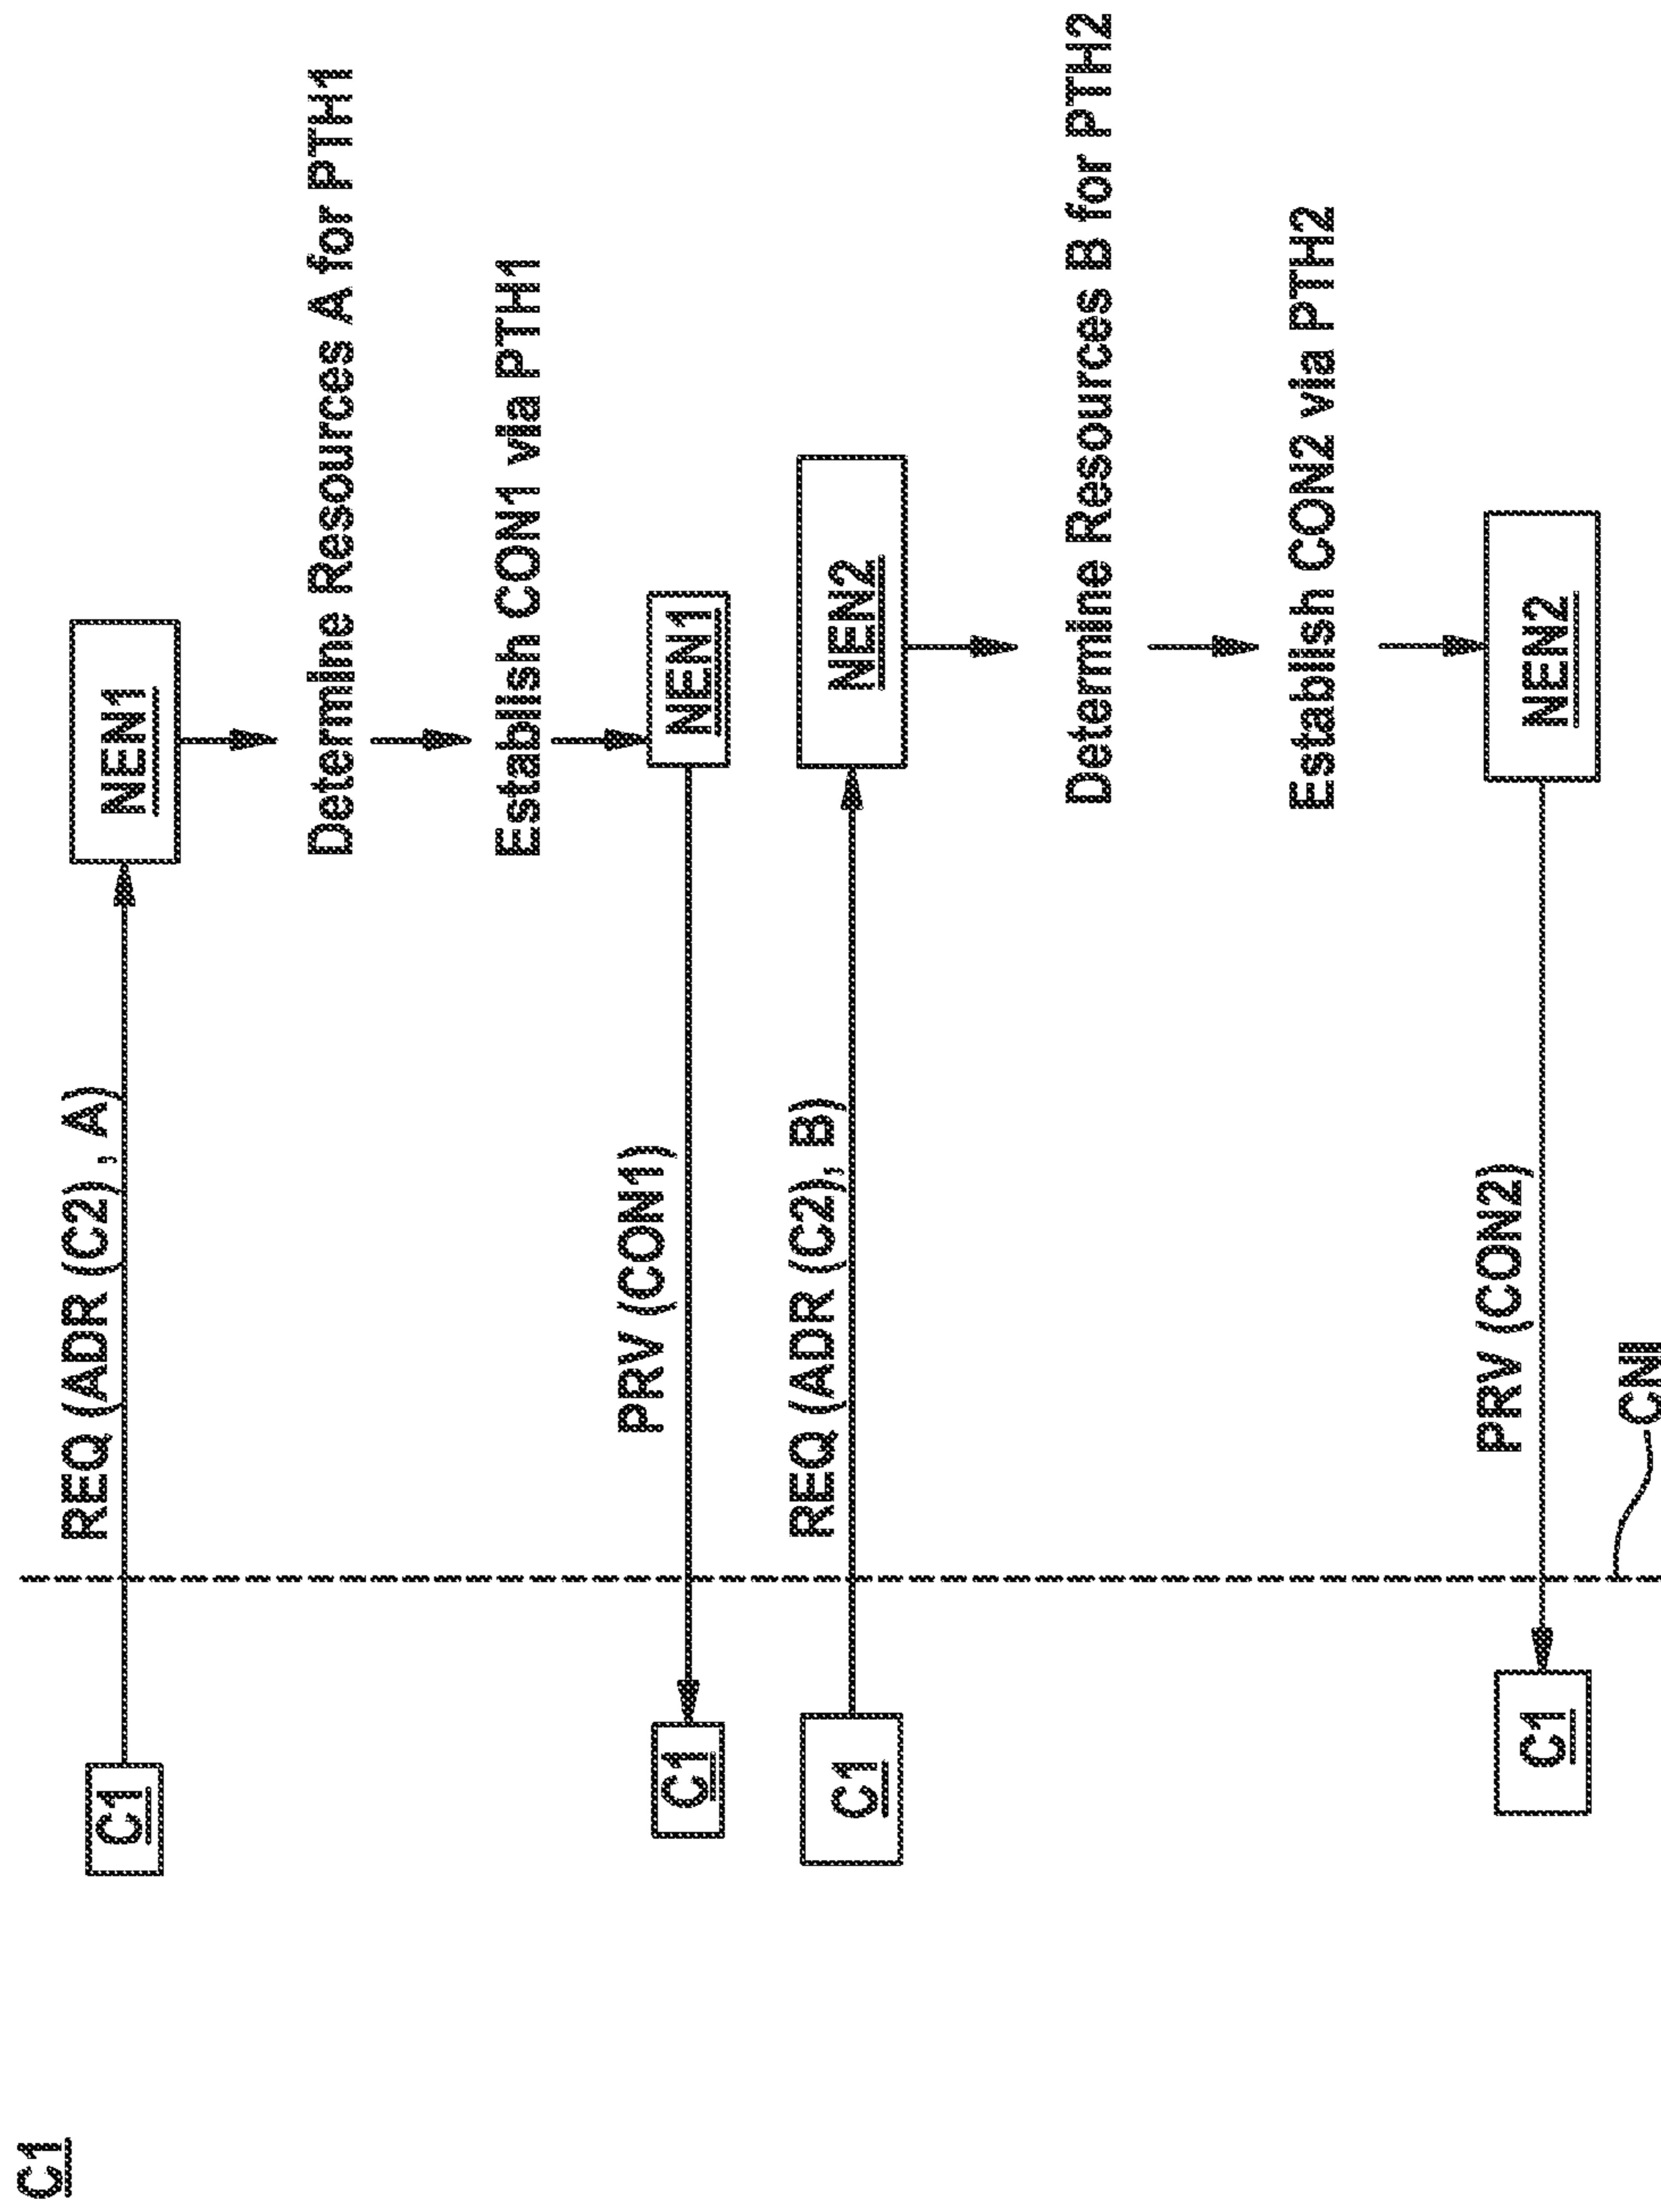 C1
C1
REQ (ADR (C2) , A)
NEN1
Determine Resources A for PTH1
Establish CON1 via PTH1
C1
PRV (CON1)
NEN1
C1
REQ (ADR (C2), B)
NEN2
Determine Resources B for PTH2
Establish CON2 via PTH2
C1
PRV (CON2)
NEN2
CNI